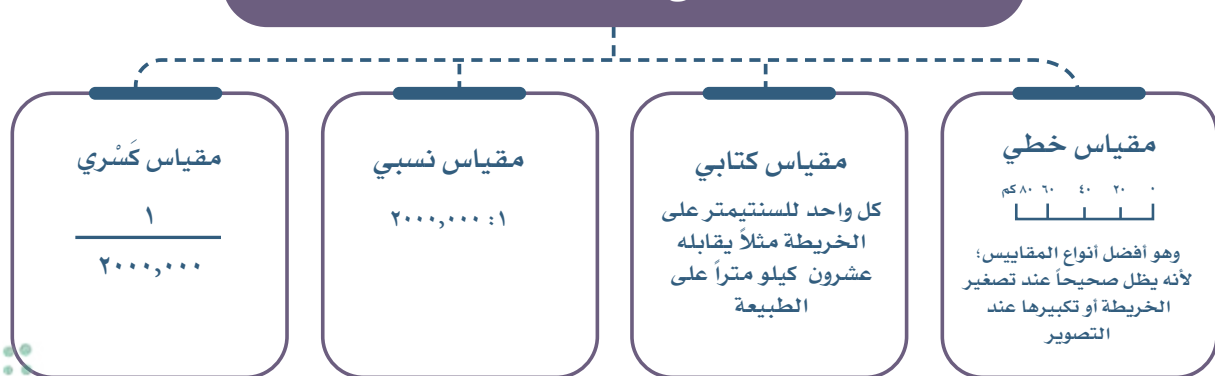 مقياس خطي
٠ ٢٠ ٤٠ ٦٠ ٨٠ كم
وهو أفضل أنواع المقاييس؛
لأنه يظل صحيحاً عند تصغير
الخريطة أو تكبيرها عند
التصوير
مقياس كتابي
كل واحد للسنتيمتر على
الخريطة مثلاً يقابله
عشرون كيلو متراً على
الطبيعة
مقياس نسبي
١: ٢٠٠٠,٠٠٠
مقياس كَسْري
١
٢٠٠٠,٠٠٠